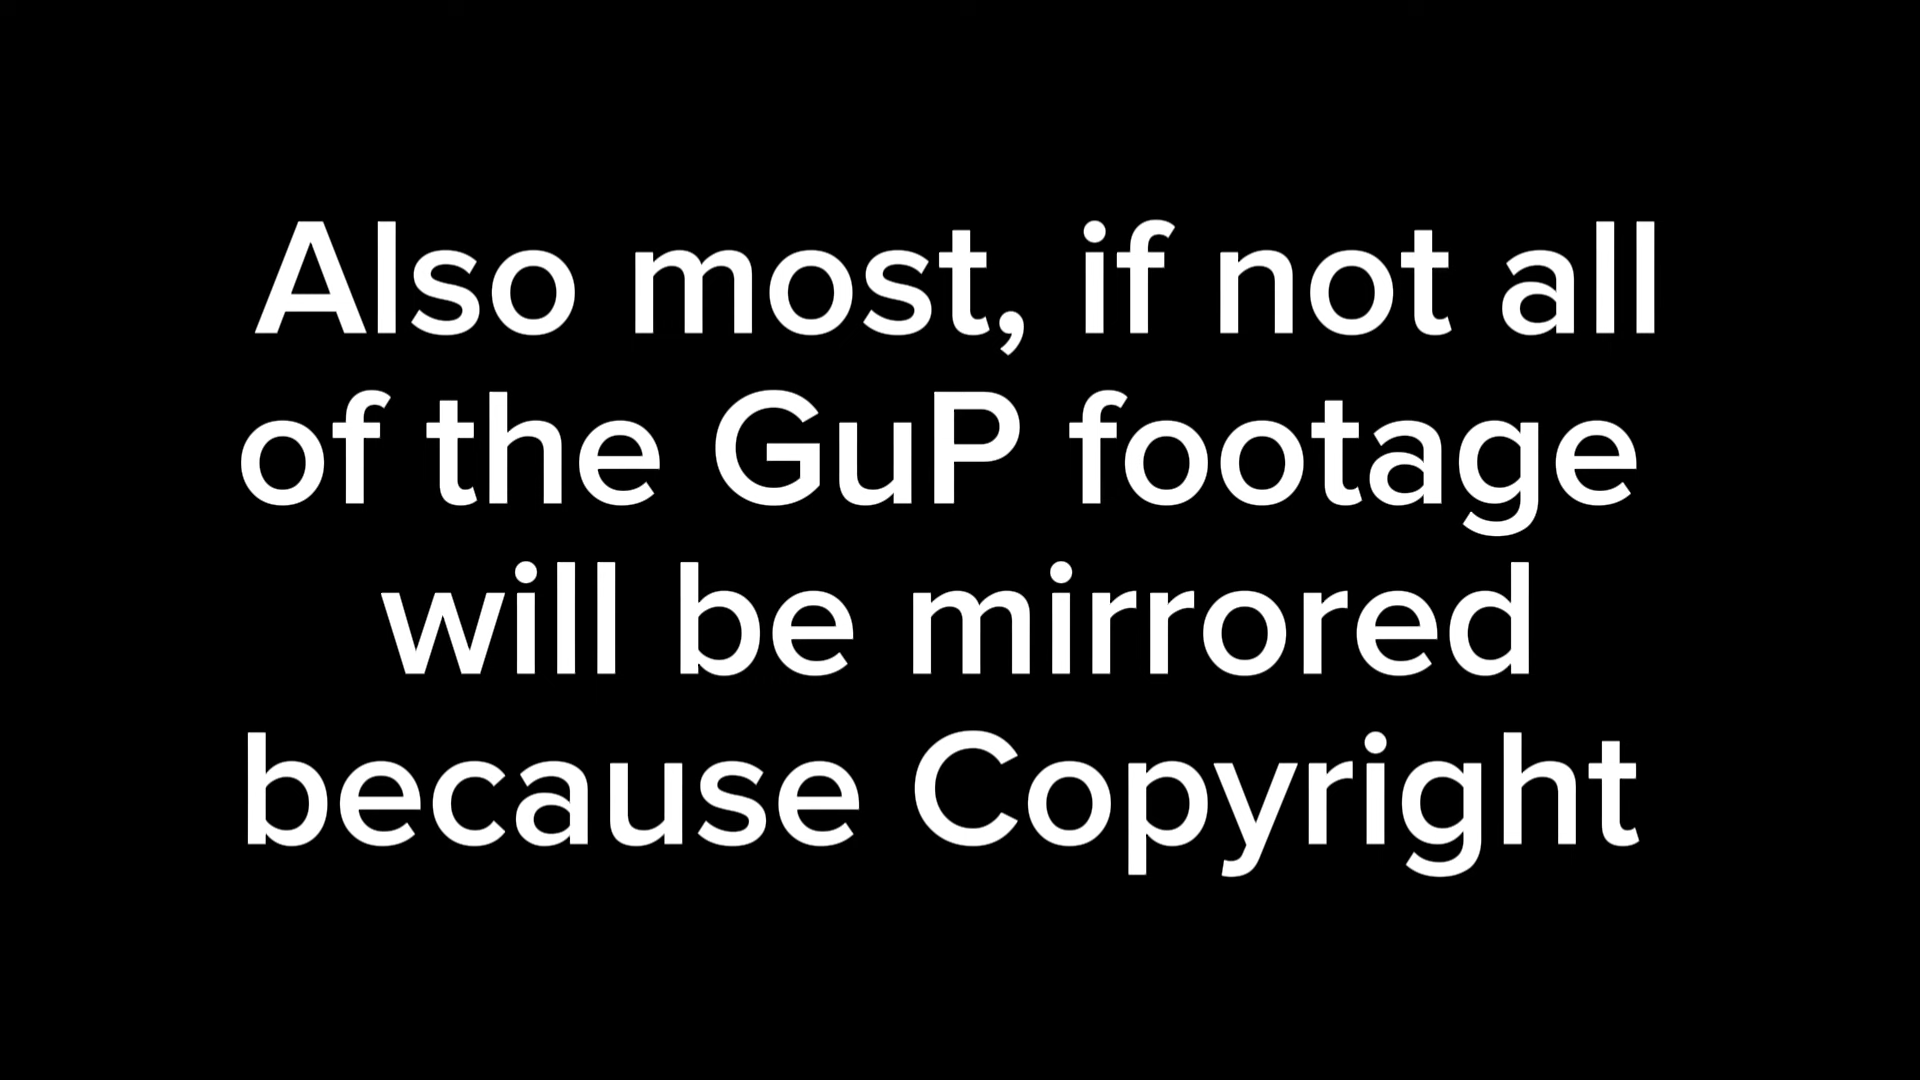 Also most, if not all
of the GuP footage
will be mirrored
because Copyright